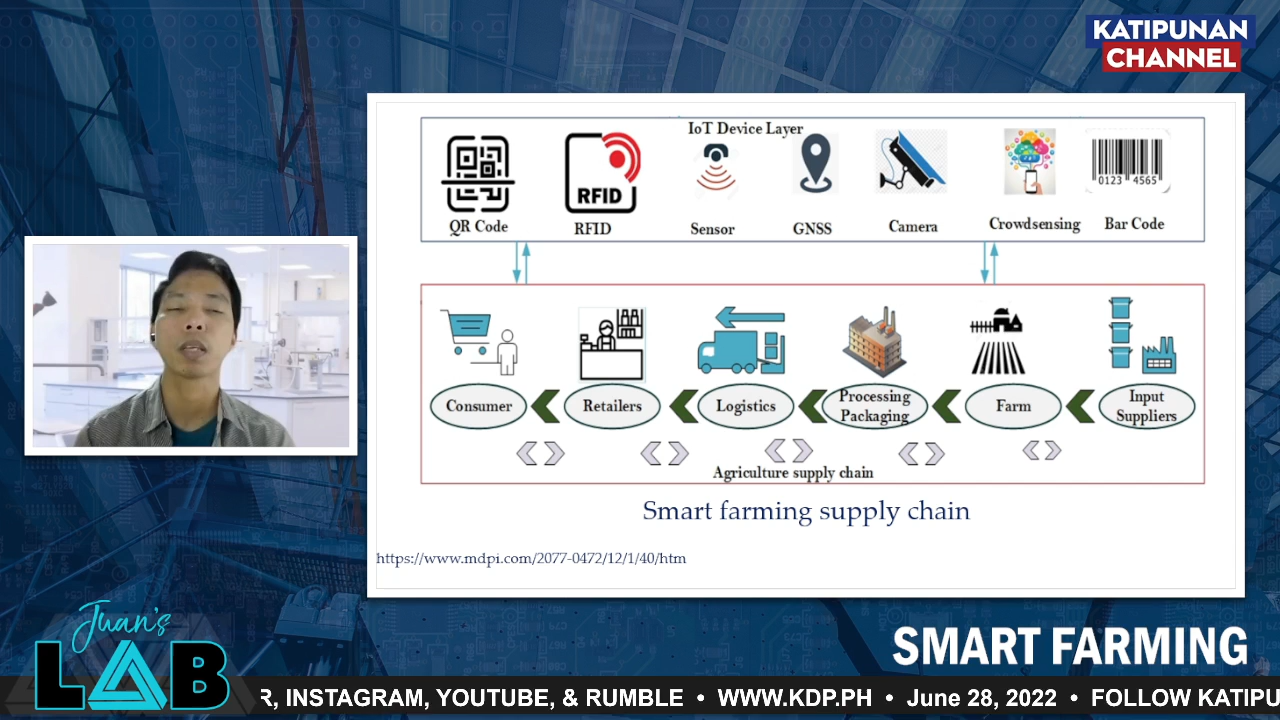 KATIPUNAN
CHANNEL
IoT Device Layer
RFID
0123 4565
QR Code
RFID
Sensor
GNSS
Camera
Crowdsensing
Bar Code
Consumer
Retailers
Logistics
Processing
Packaging
Farm
Input
Suppliers
Agriculture supply chain
Smart farming supply chain
https://www.mdpi.com/2077-0472/12/1/40/htm
Juan's
LAB
SMART FARMING
R, INSTAGRAM, YOUTUBE, & RUMBLE • WWW.KDP.PH • June 28, 2022 • FOLLOW KATIPU